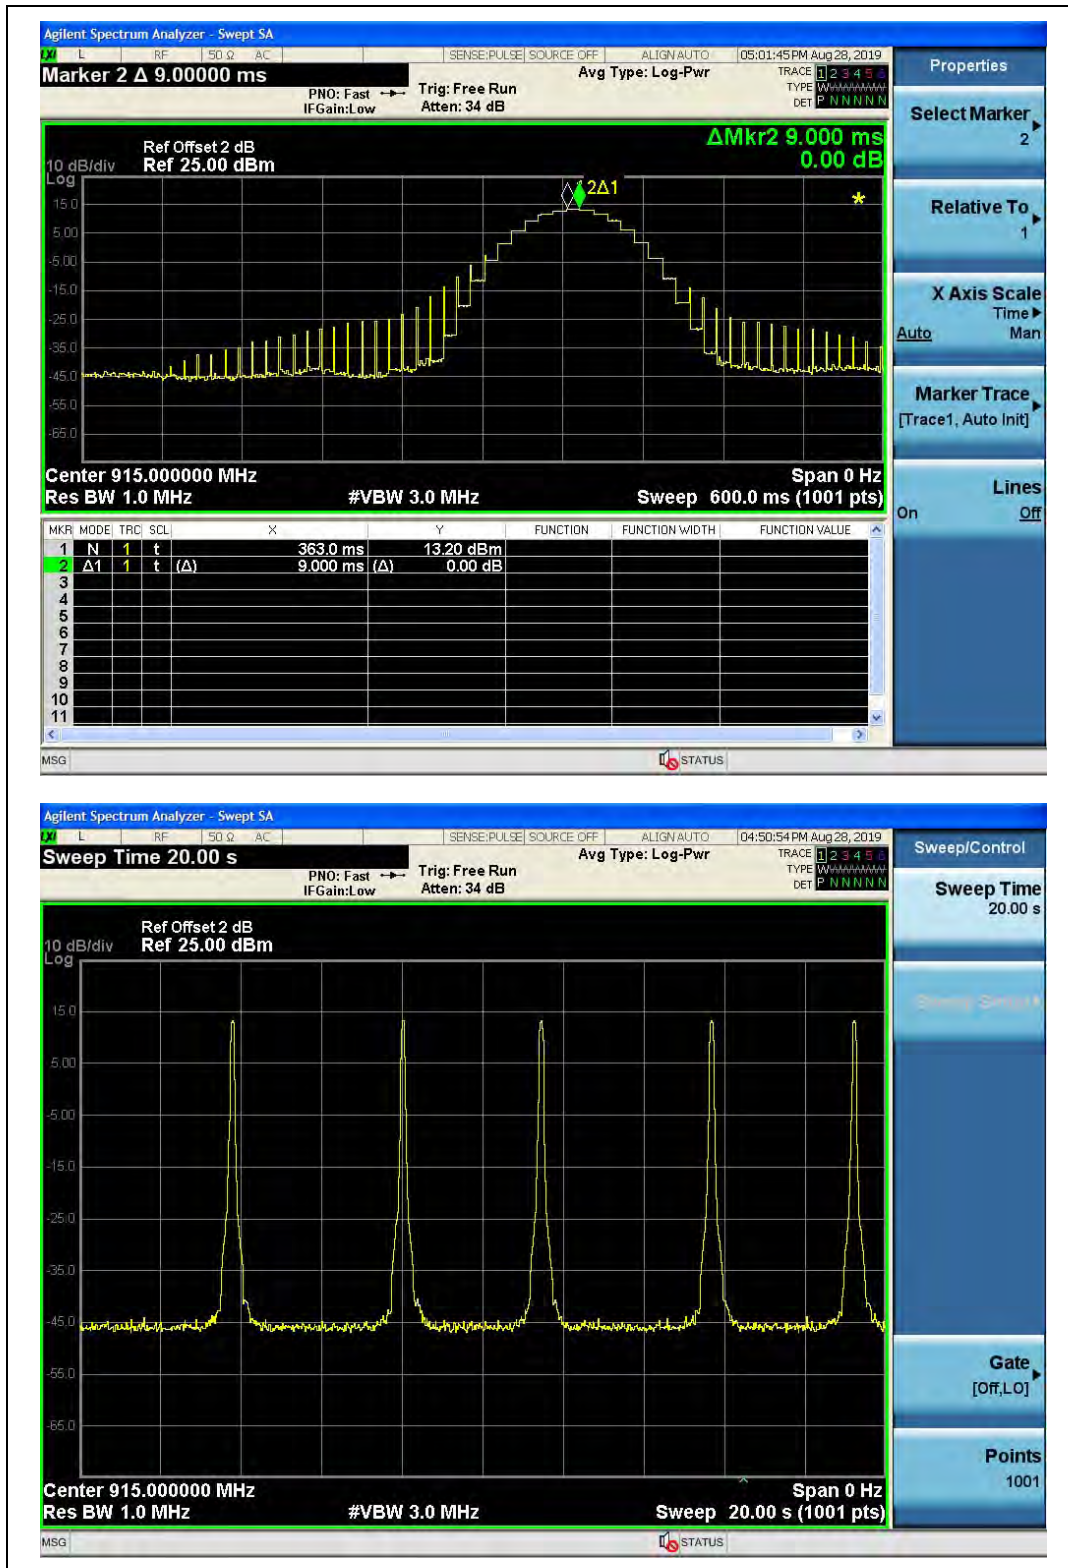 Agilent Spectrum Analyzer - Swept SA
LXI L RF 50 Ω AC SENSE:PULSE SOURCE OFF ALIGN AUTO 05:01:45 PM Aug 28, 2019
Marker 2 Δ 9.00000 ms
PNO: Fast
IFGain:Low
Trig: Free Run
Atten: 34 dB
Avg Type: Log-Pwr
TRACE 1 2 3 4 5 6
TYPE WWWWWW
DET P N N N N N
Properties
Select Marker
2
Relative To
1
X Axis Scale
Time
Auto Man
Marker Trace
[Trace1, Auto Init]
Lines
On Off
ΔMkr2 9.000 ms
0.00 dB
Ref Offset 2 dB
10 dB/div Ref 25.00 dBm
Log
2Δ1
*
15.0
5.00
-5.00
-15.0
-25.0
-35.0
-45.0
-55.0
-65.0
Center 915.000000 MHz Span 0 Hz
Res BW 1.0 MHz #VBW 3.0 MHz Sweep 600.0 ms (1001 pts)
MKR MODE TRC SCL X Y FUNCTION FUNCTION WIDTH FUNCTION VALUE
1 N 1 t 363.0 ms 13.20 dBm
2 Δ1 1 t (Δ) 9.000 ms (Δ) 0.00 dB
3
4
5
6
7
8
9
10
11
MSG STATUS
Agilent Spectrum Analyzer - Swept SA
LXI L RF 50 Ω AC SENSE:PULSE SOURCE OFF ALIGN AUTO 04:50:54 PM Aug 28, 2019
Sweep Time 20.00 s
PNO: Fast
IFGain:Low
Trig: Free Run
Atten: 34 dB
Avg Type: Log-Pwr
TRACE 1 2 3 4 5 6
TYPE WWWWWW
DET P N N N N N
Sweep/Control
Sweep Time
20.00 s
Gate
[Off,LO]
Points
1001
Ref Offset 2 dB
10 dB/div Ref 25.00 dBm
Log
15.0
5.00
-5.00
-15.0
-25.0
-35.0
-45.0
-55.0
-65.0
Center 915.000000 MHz Span 0 Hz
Res BW 1.0 MHz #VBW 3.0 MHz Sweep 20.00 s (1001 pts)
MSG STATUS